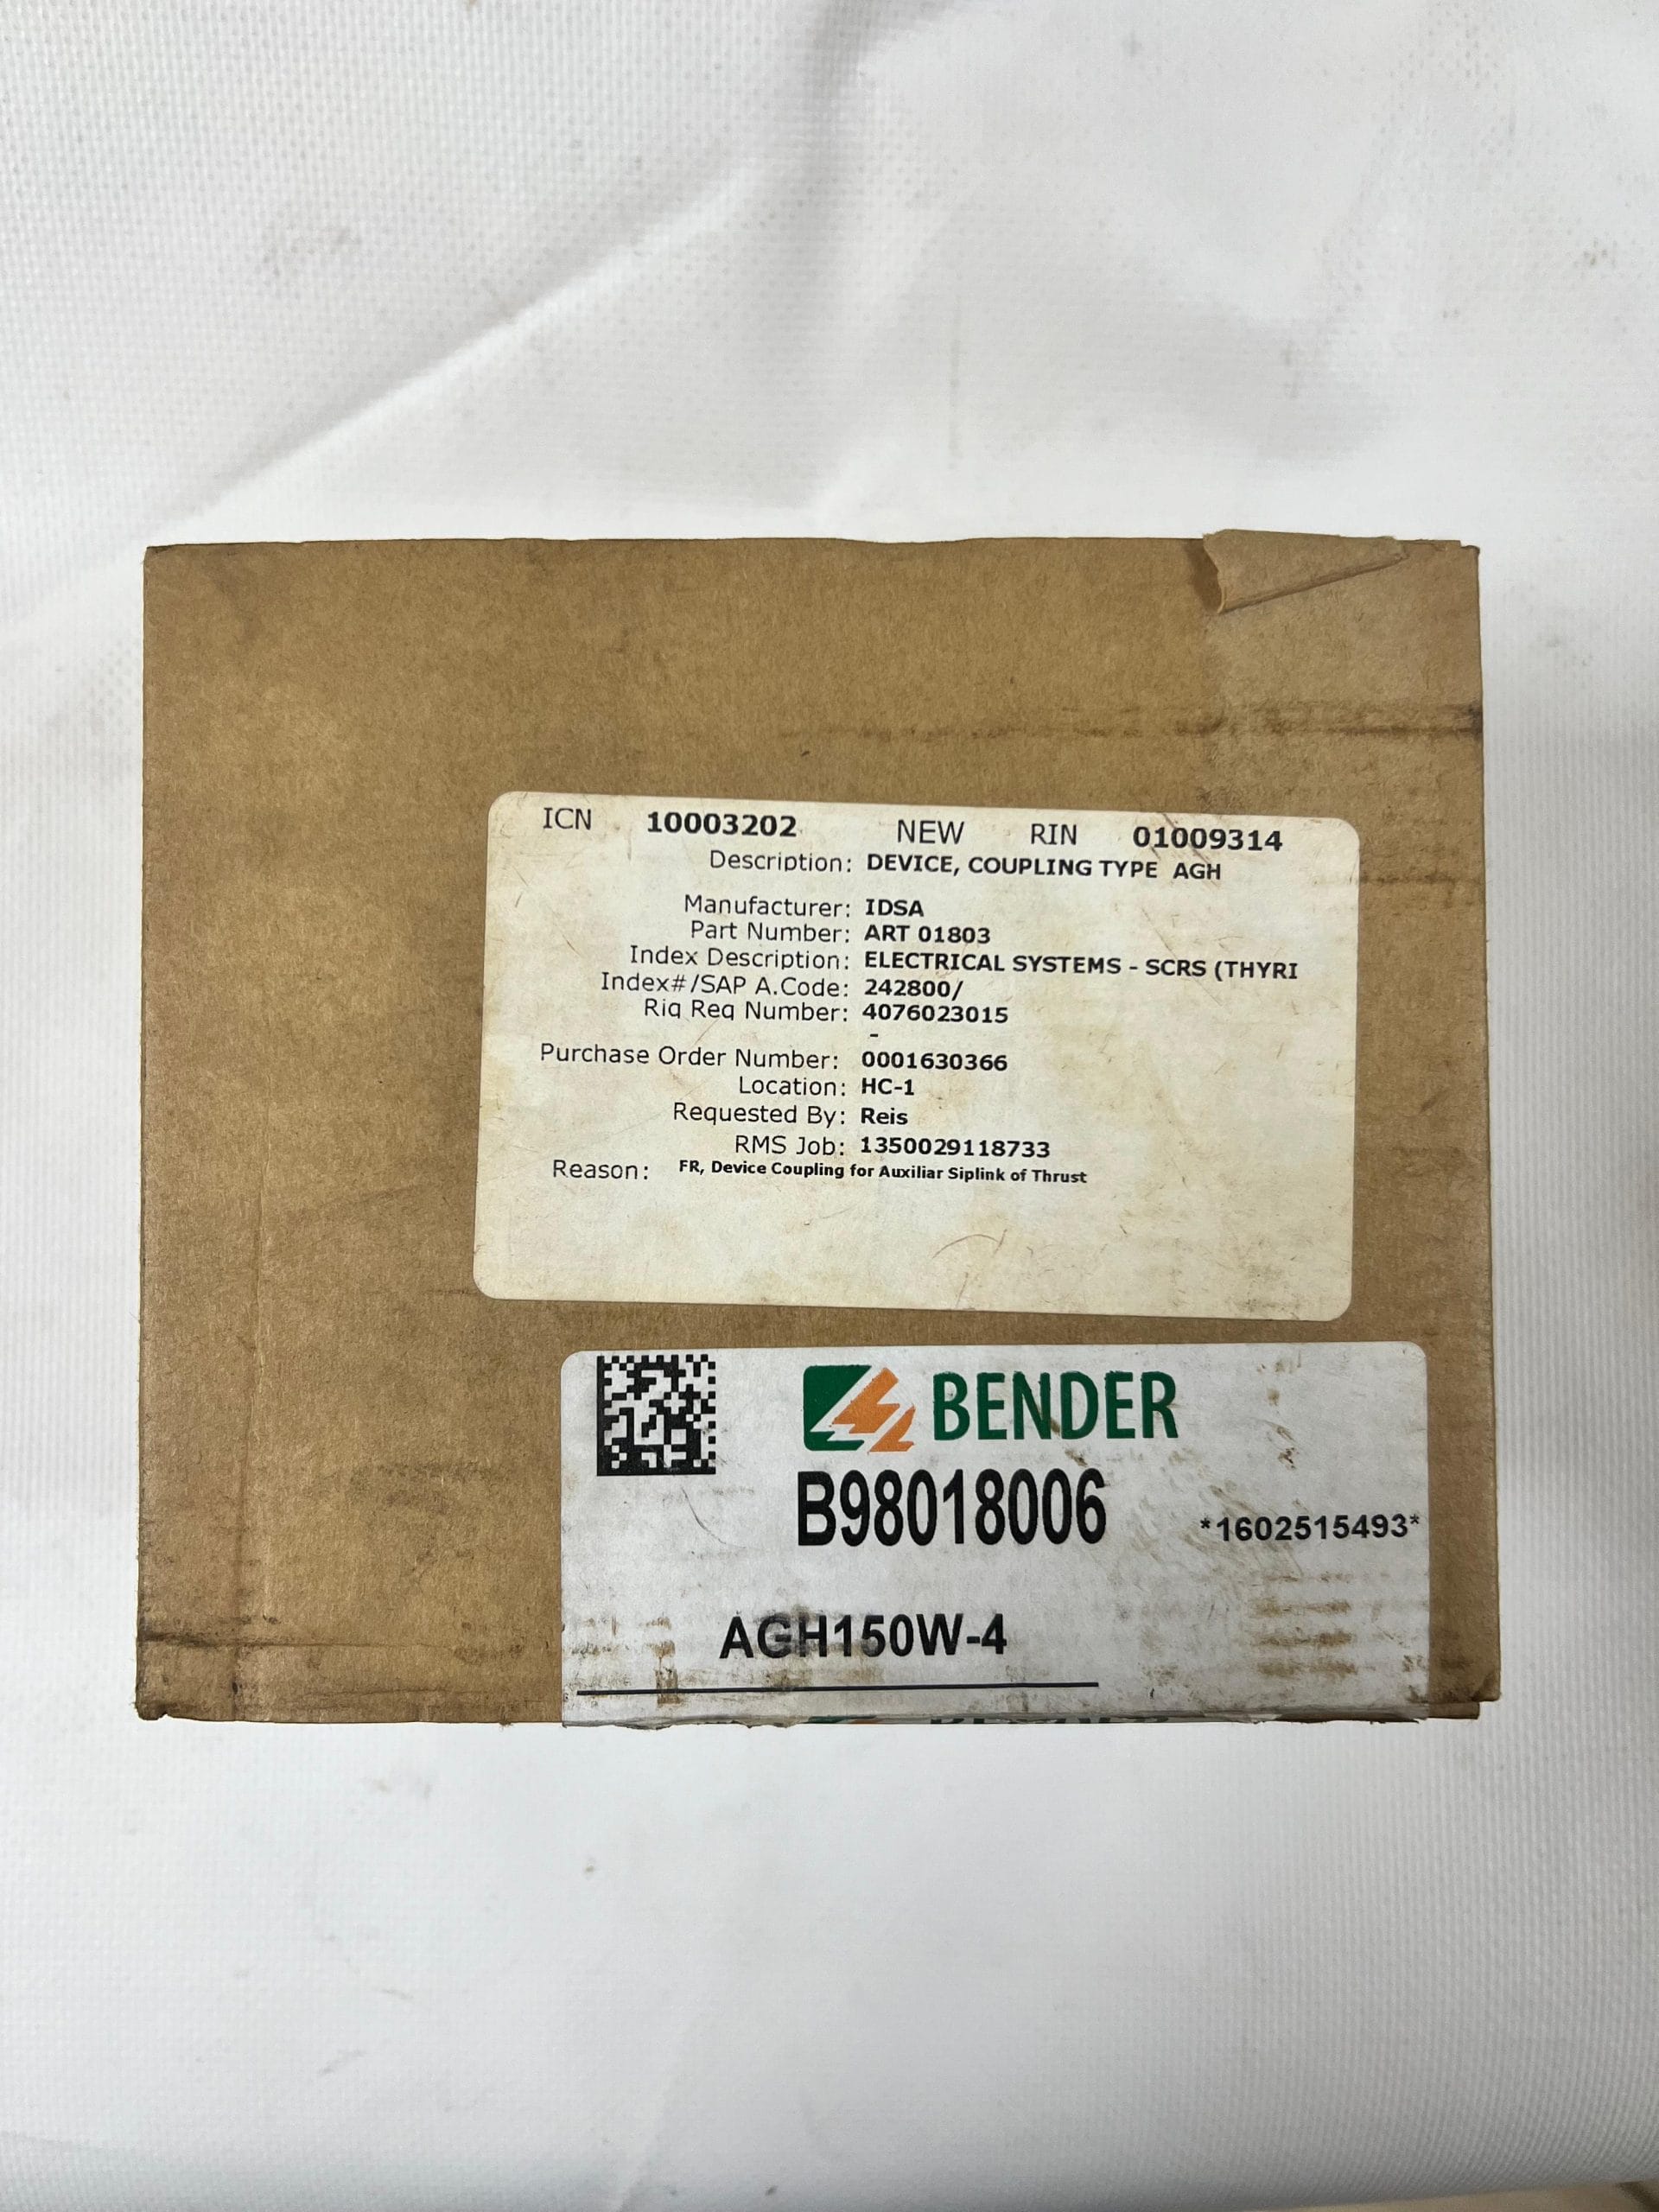 ICN 10003202 NEW RIN 01009314
Description: DEVICE, COUPLING TYPE AGH
Manufacturer: IDSA
Part Number: ART 01803
Index Description: ELECTRICAL SYSTEMS - SCRS (THYRI
Index#/SAP A.Code: 242800/
Rig Req Number: 4076023015
-
Purchase Order Number: 0001630366
Location: HC-1
Requested By: Reis
RMS Job: 1350029118733
Reason: FR, Device Coupling for Auxiliar Siplink of Thrust
BENDER
B98018006
*1602515493*
AGH150W-4